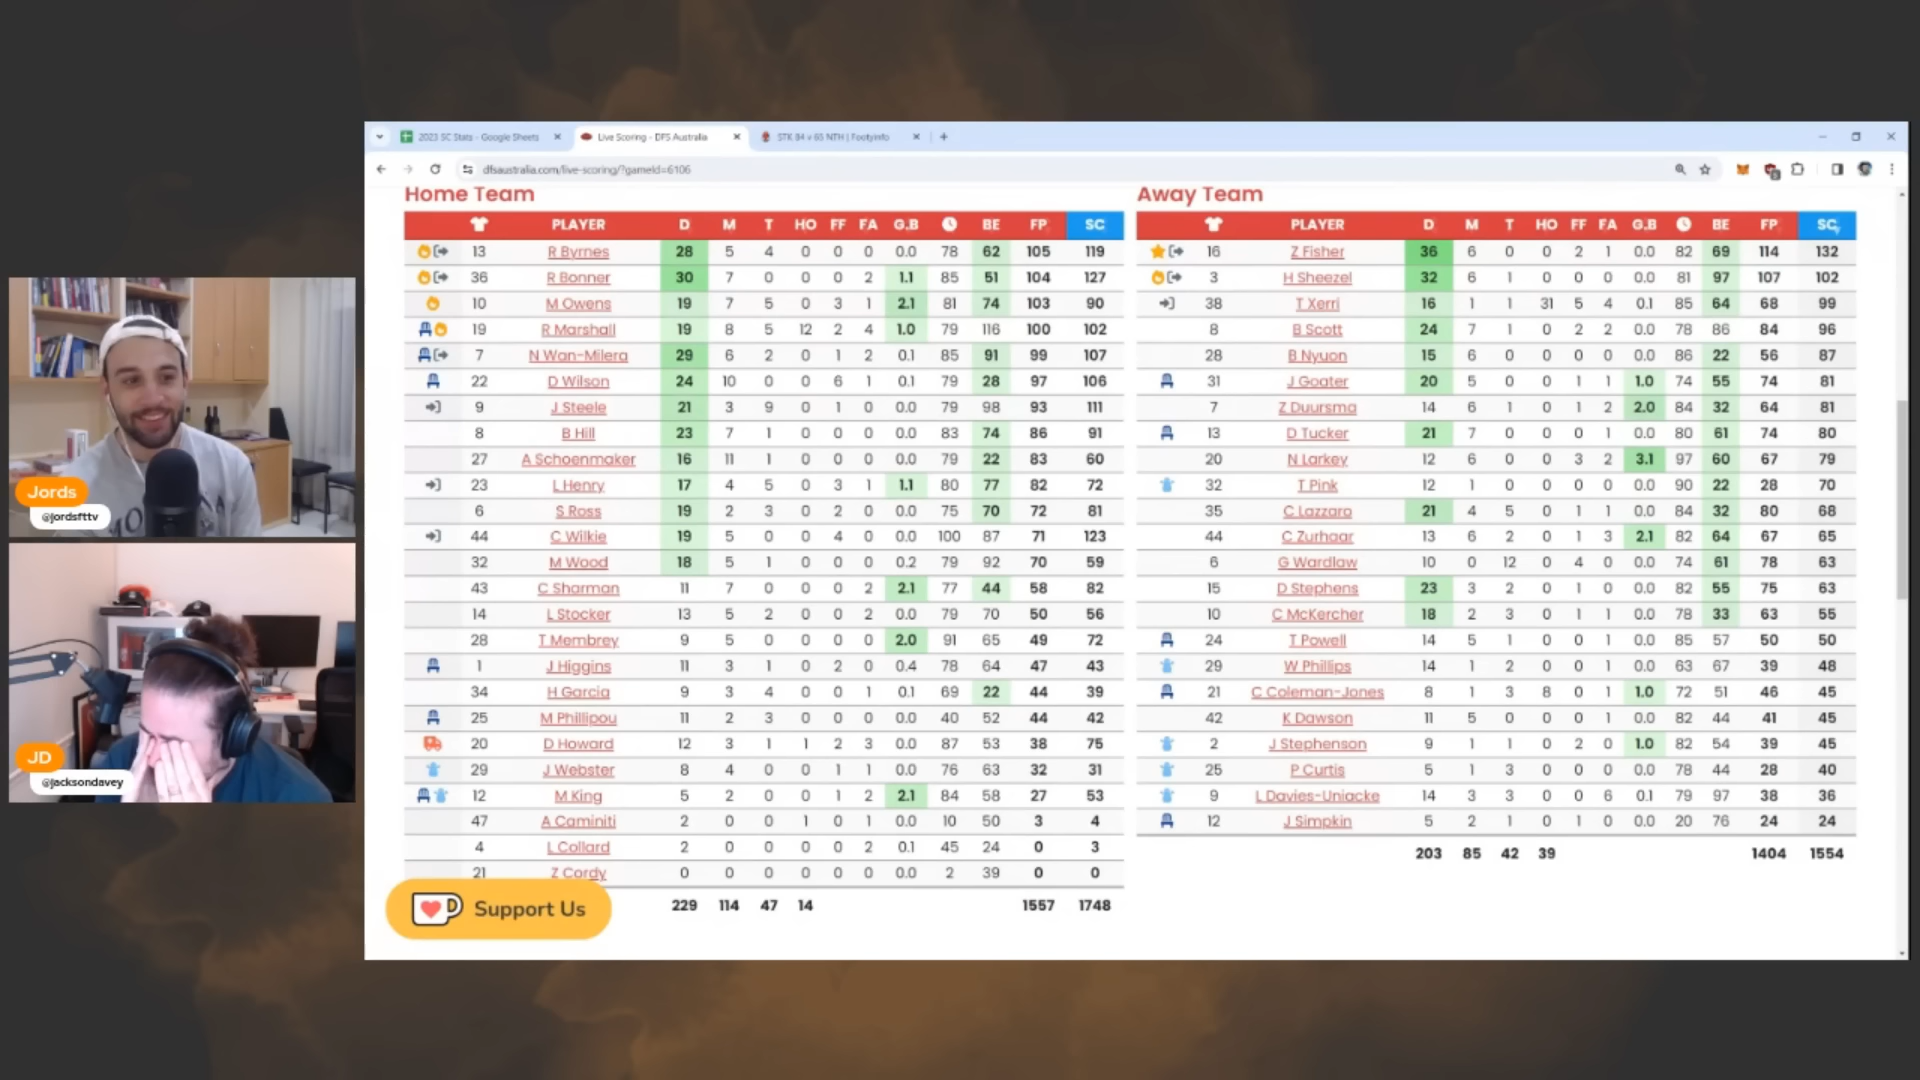 2023 SC Stats - Google Sheets
Live Scoring - DFS Australia
STK 84 v 65 NTH | Footyinfo
dfsaustralia.com/live-scoring/?gameId=6106
Home Team
PLAYER D M T HO FF FA G.B BE FP SC
13 R Byrnes 28 5 4 0 0 0 0.0 78 62 105 119
36 R Bonner 30 7 0 0 0 2 1.1 85 51 104 127
10 M Owens 19 7 5 0 3 1 2.1 81 74 103 90
19 R Marshall 19 8 5 12 2 4 1.0 79 116 100 102
7 N Wan-Milera 29 6 2 0 1 2 0.1 85 91 99 107
22 D Wilson 24 10 0 0 6 1 0.1 79 28 97 106
9 J Steele 21 3 9 0 1 0 0.0 79 98 93 111
8 B Hill 23 7 1 0 0 0 0.0 83 74 86 91
27 A Schoenmaker 16 11 1 0 0 0 0.0 79 22 83 60
23 L Henry 17 4 5 0 3 1 1.1 80 77 82 72
6 S Ross 19 2 3 0 2 0 0.0 75 70 72 81
44 C Wilkie 19 5 0 0 4 0 0.0 100 87 71 123
32 M Wood 18 5 1 0 0 0 0.2 79 92 70 59
43 C Sharman 11 7 0 0 0 2 2.1 77 44 58 82
14 L Stocker 13 5 2 0 0 2 0.0 79 70 50 56
28 T Membrey 9 5 0 0 0 0 2.0 91 65 49 72
1 J Higgins 11 3 1 0 2 0 0.4 78 64 47 43
34 H Garcia 9 3 4 0 0 1 0.1 69 22 44 39
25 M Phillipou 11 2 3 0 0 0 0.0 40 52 44 42
20 D Howard 12 3 1 1 2 3 0.0 87 53 38 75
29 J Webster 8 4 0 0 1 1 0.0 76 63 32 31
12 M King 5 2 0 0 1 2 2.1 84 58 27 53
47 A Caminiti 2 0 0 1 0 1 0.0 10 50 3 4
4 L Collard 2 0 0 0 0 2 0.1 45 24 0 3
21 Z Cordy 0 0 0 0 0 0 0.0 2 39 0 0
229 114 47 14 1557 1748
Away Team
PLAYER D M T HO FF FA G.B BE FP SC
16 Z Fisher 36 6 0 0 2 1 0.0 82 69 114 132
3 H Sheezel 32 6 1 0 0 0 0.0 81 97 107 102
38 T Xerri 16 1 1 31 5 4 0.1 85 64 68 99
8 B Scott 24 7 1 0 2 2 0.0 78 86 84 96
28 B Nyuon 15 6 0 0 0 0 0.0 86 22 56 87
31 J Goater 20 5 0 0 1 1 1.0 74 55 74 81
7 Z Duursma 14 6 1 0 1 2 2.0 84 32 64 81
13 D Tucker 21 7 0 0 0 1 0.0 80 61 74 80
20 N Larkey 12 6 0 0 3 2 3.1 97 60 67 79
32 T Pink 12 1 0 0 0 0 0.0 90 22 28 70
35 C Lazzaro 21 4 5 0 1 1 0.0 84 32 80 68
44 C Zurhaar 13 6 2 0 1 3 2.1 82 64 67 65
6 G Wardlaw 10 0 12 0 4 0 0.0 74 61 78 63
15 D Stephens 23 3 2 0 1 0 0.0 82 55 75 63
10 C McKercher 18 2 3 0 1 1 0.0 78 33 63 55
24 T Powell 14 5 1 0 0 1 0.0 85 57 50 50
29 W Phillips 14 1 2 0 0 1 0.0 63 67 39 48
21 C Coleman-Jones 8 1 3 8 0 1 1.0 72 51 46 45
42 K Dawson 11 5 0 0 0 1 0.0 82 44 41 45
2 J Stephenson 9 1 1 0 2 0 1.0 82 54 39 45
25 P Curtis 5 1 3 0 0 0 0.0 78 44 28 40
9 L Davies-Uniacke 14 3 3 0 0 6 0.1 79 97 38 36
12 J Simpkin 5 2 1 0 1 0 0.0 20 76 24 24
203 85 42 39 1404 1554
Support Us
Jords
@jordsfttv
JD
@jacksondavey